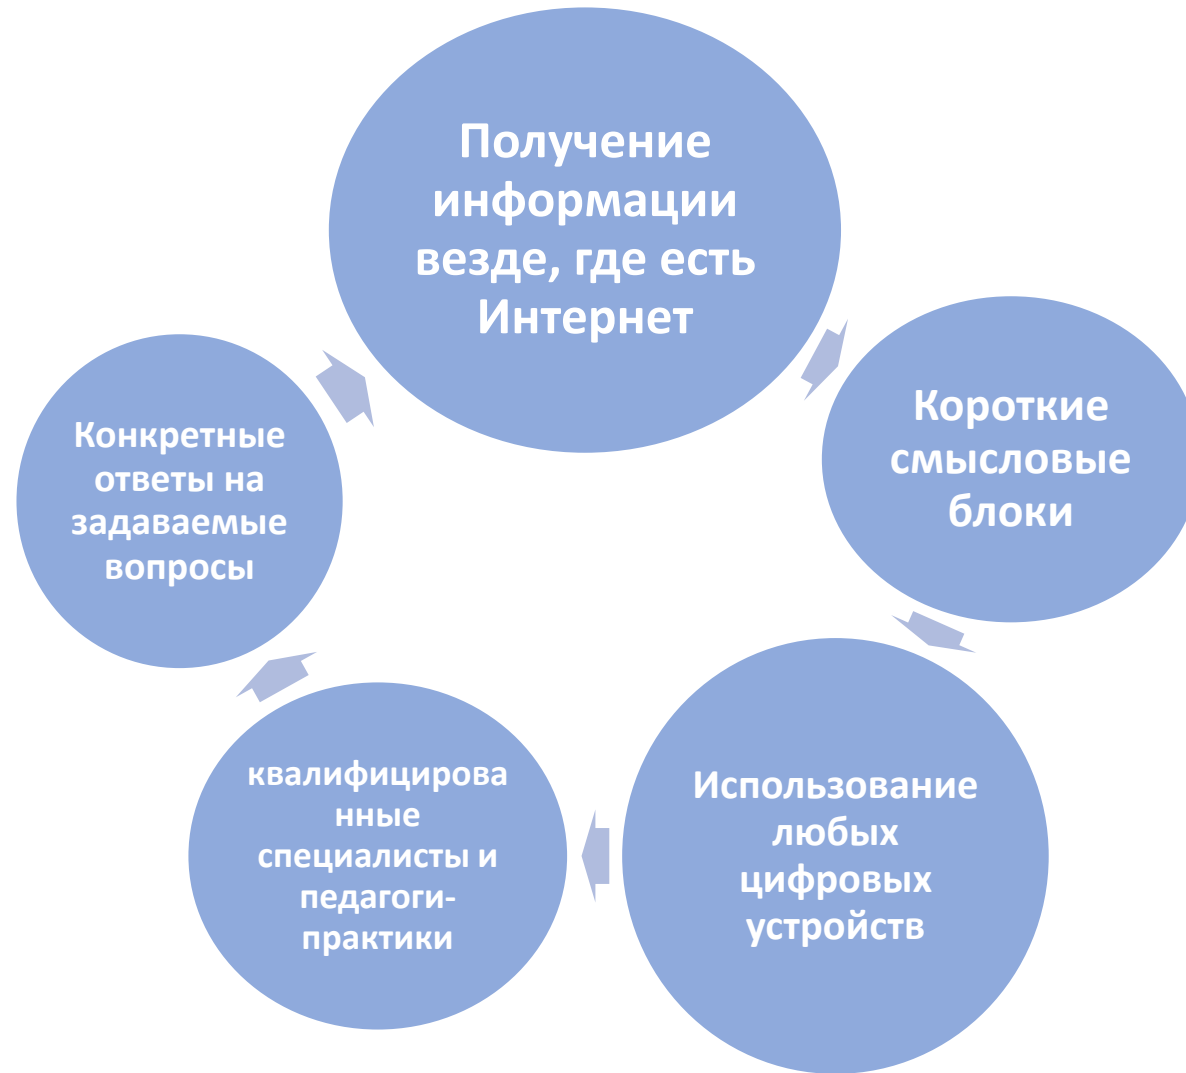 Получение
информации
везде, где есть
Интернет
Короткие
смысловые
блоки
Использование
любых
цифровых
устройств
квалифицирова
нные
специалисты и
педагоги-
практики
Конкретные
ответы на
задаваемые
вопросы